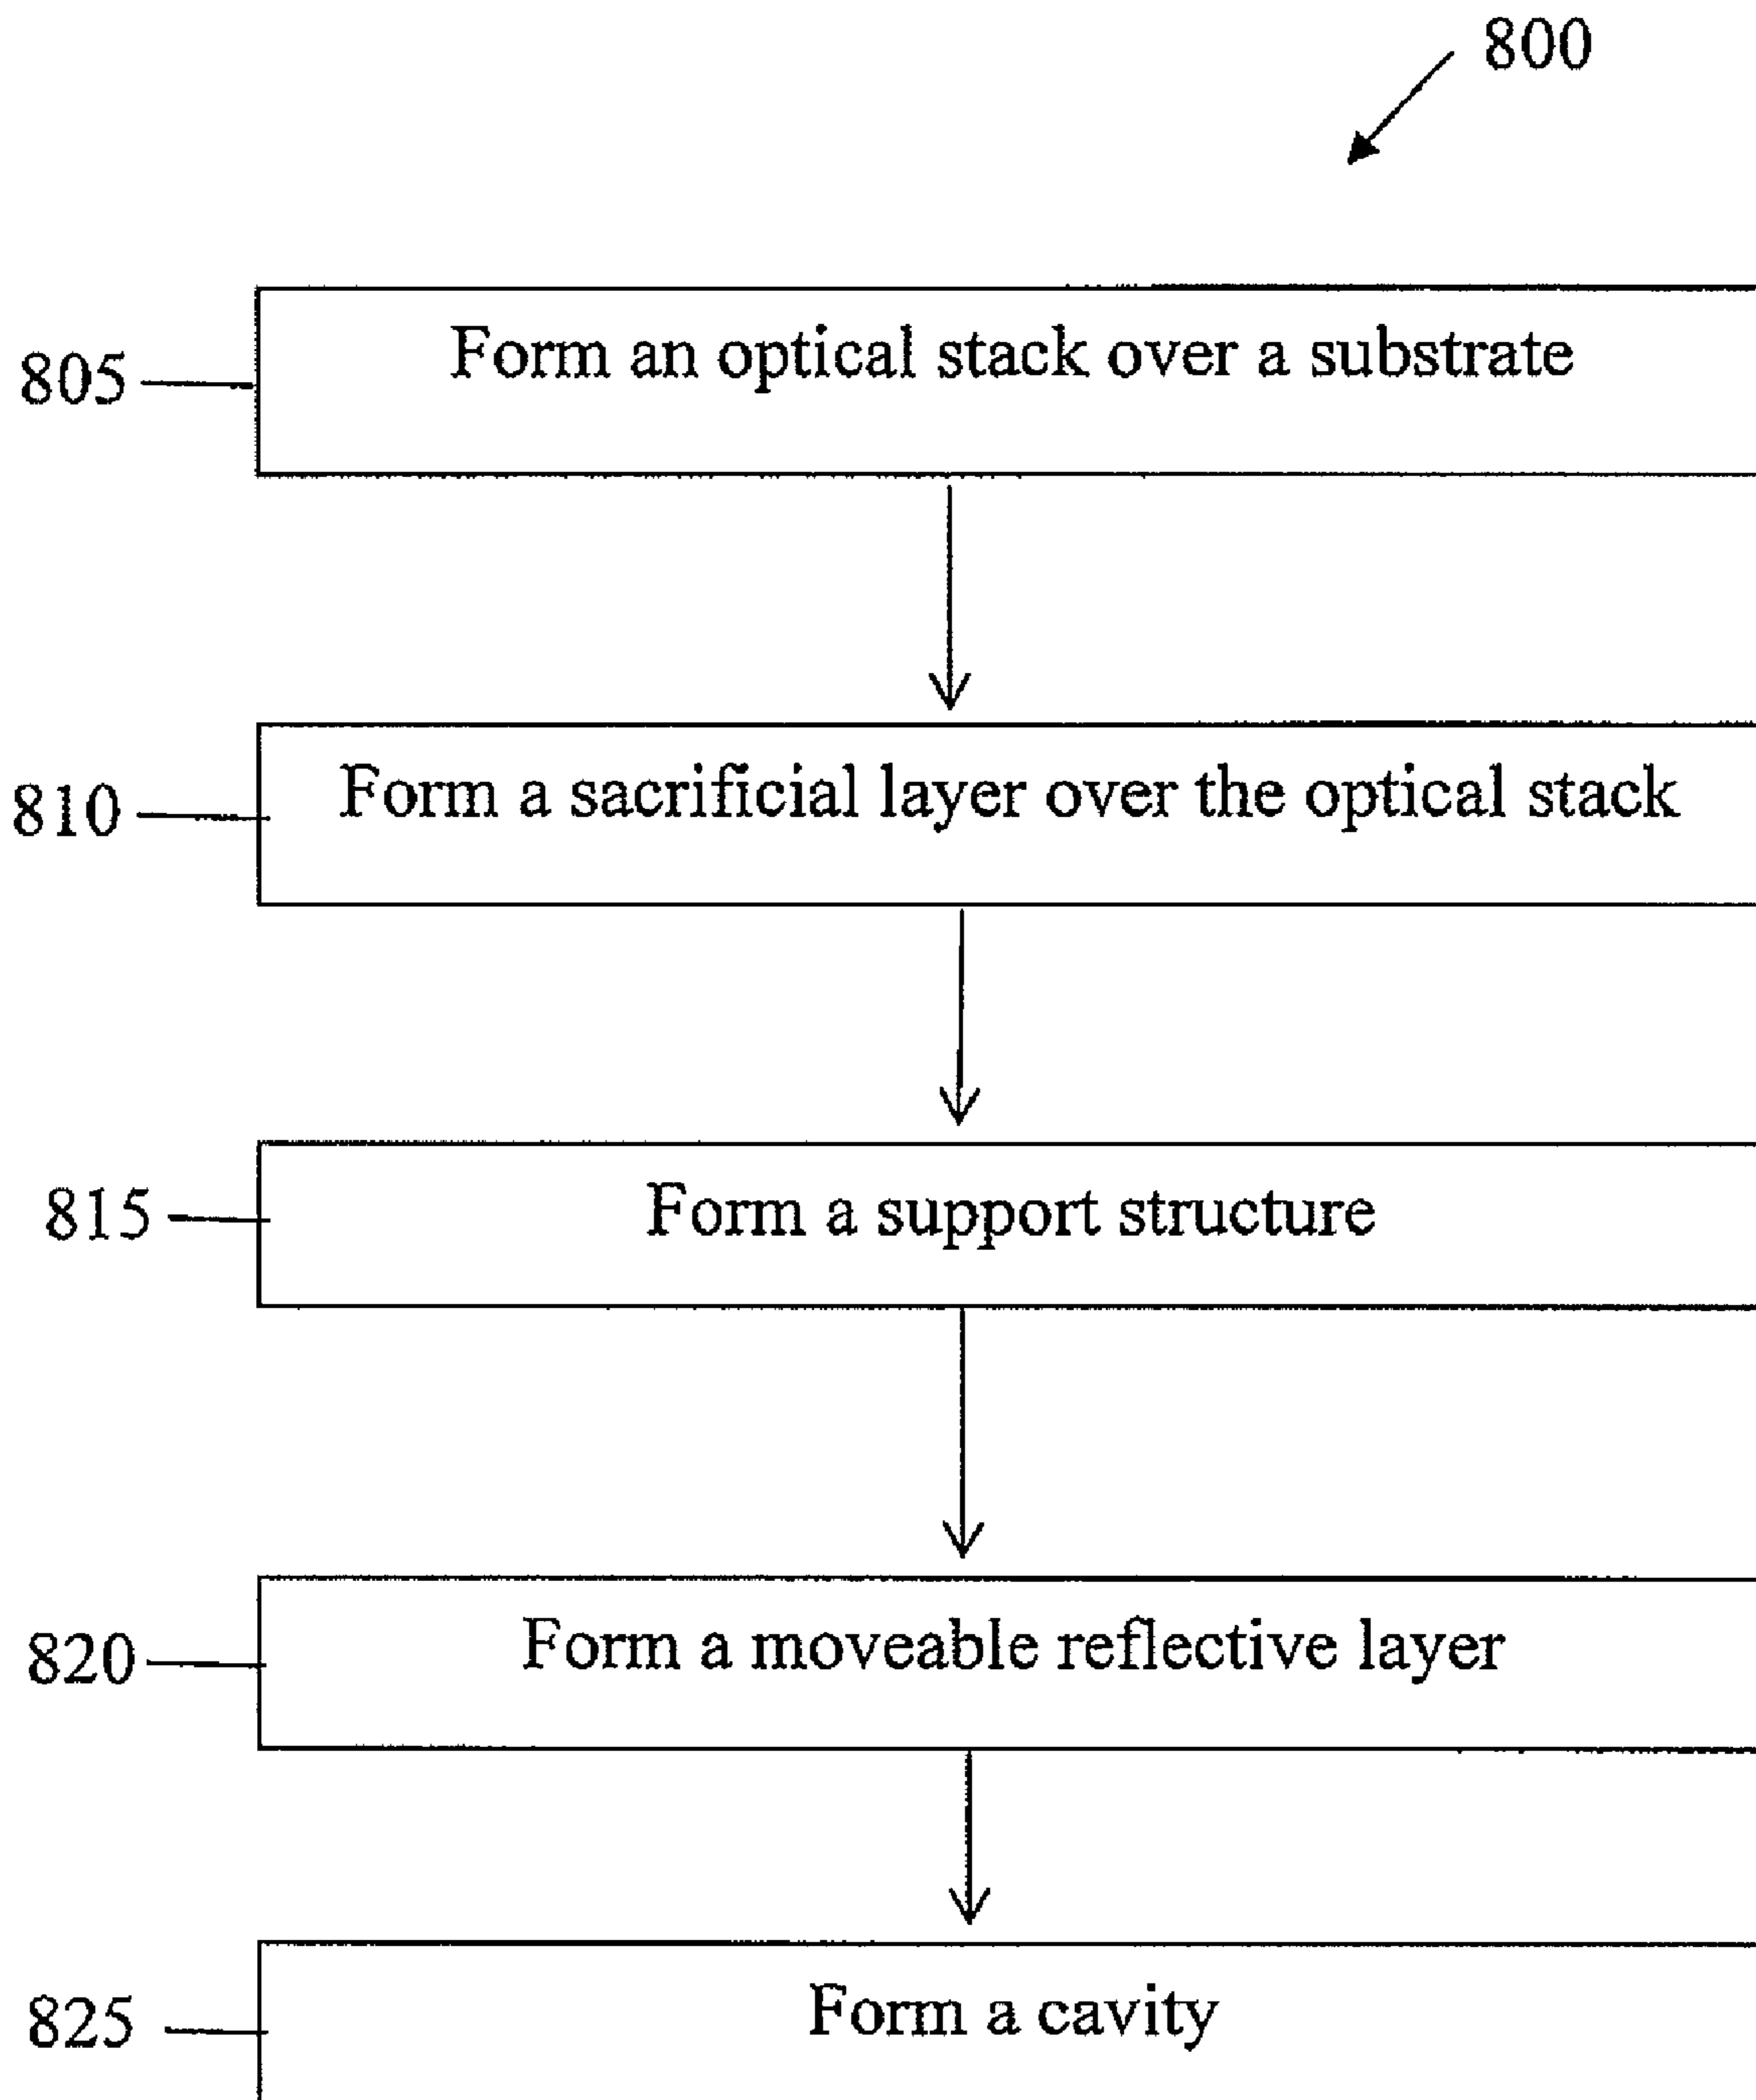 800
805
Form an optical stack over a substrate
810
Form a sacrificial layer over the optical stack
815
Form a support structure
820
Form a moveable reflective layer
825
Form a cavity